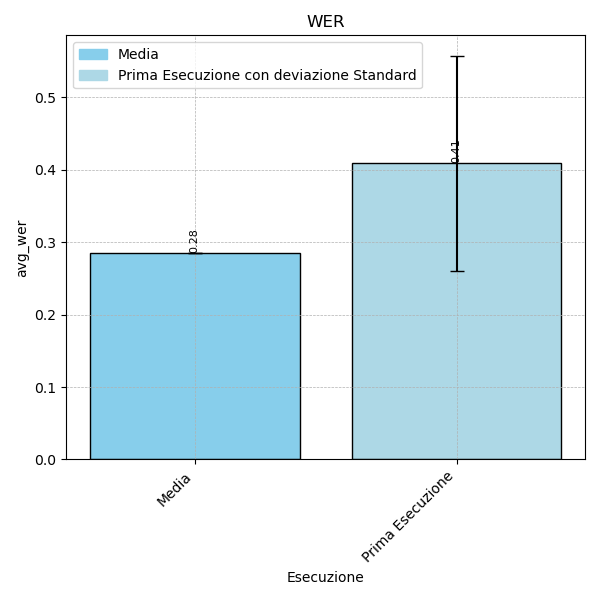 WER
Media
Prima Esecuzione con deviazione Standard
avg_wer
0.5
0.4
0.3
0.2
0.1
0.0
0.28
0.41
Media
Prima Esecuzione
Esecuzione